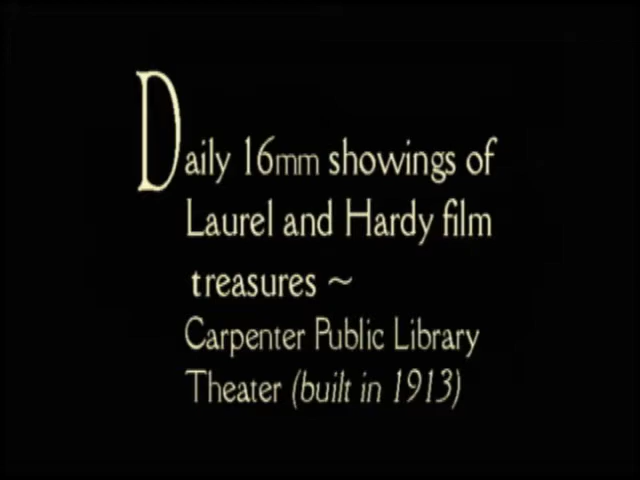 Daily 16mm showings of
Laurel and Hardy film
treasures ~
Carpenter Public Library
Theater (built in 1913)